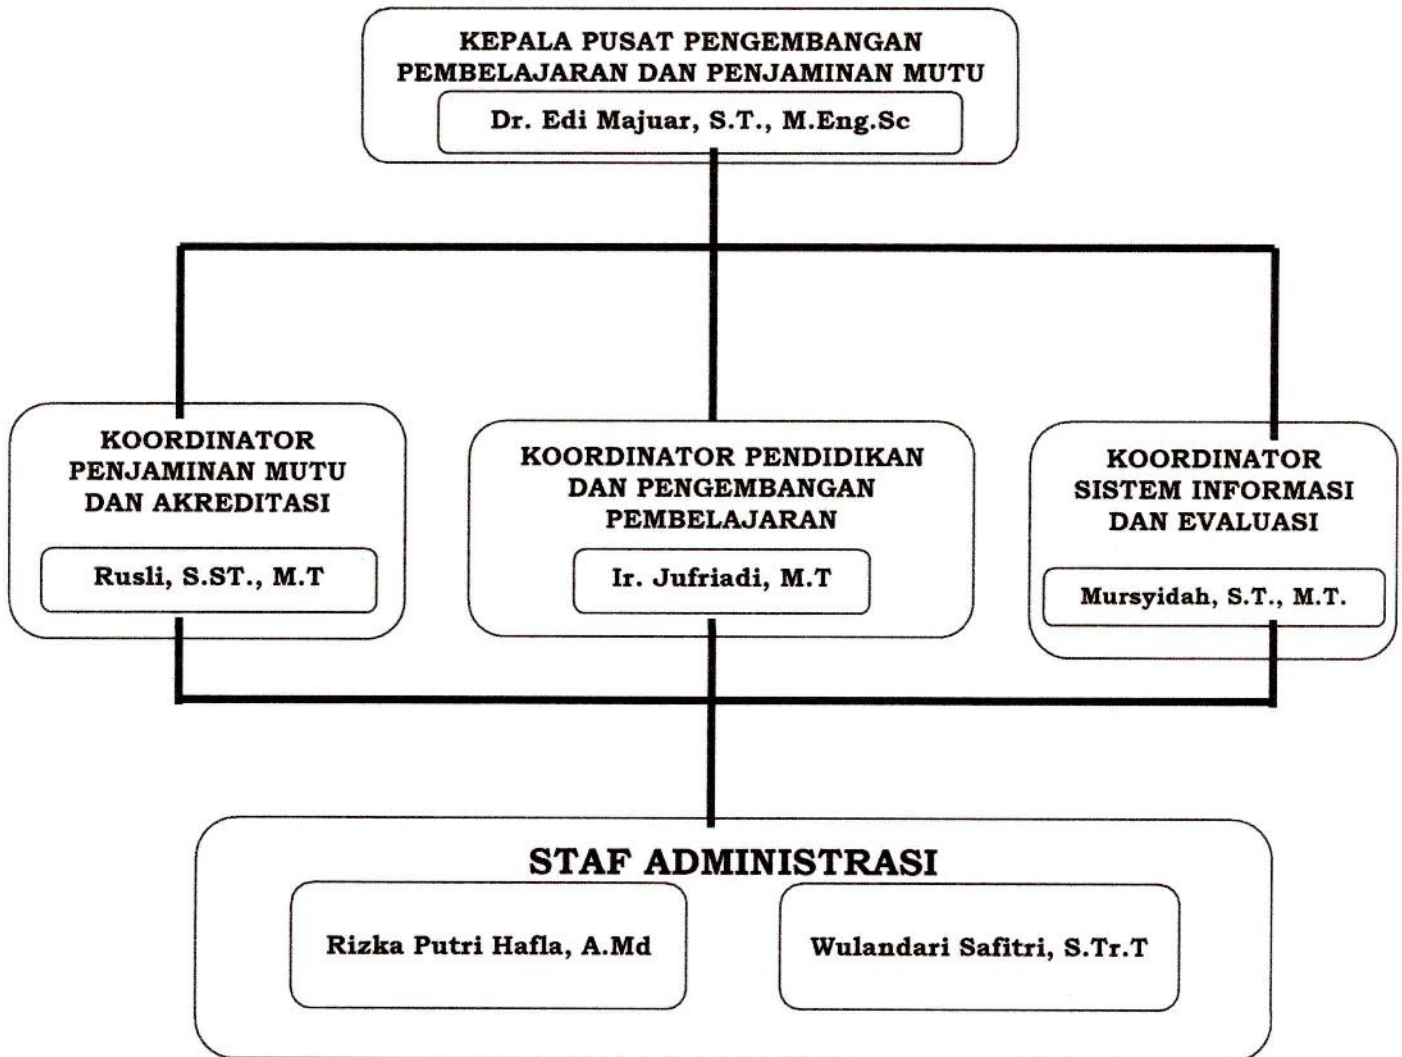 KEPALA PUSAT PENGEMBANGAN
PEMBELAJARAN DAN PENJAMINAN MUTU
Dr. Edi Majuar, S.T., M.Eng.Sc
KOORDINATOR
PENJAMINAN MUTU
DAN AKREDITASI
Rusli, S.ST., M.T
KOORDINATOR PENDIDIKAN
DAN PENGEMBANGAN
PEMBELAJARAN
Ir. Jufriadi, M.T
KOORDINATOR
SISTEM INFORMASI
DAN EVALUASI
Mursyidah, S.T., M.T.
STAF ADMINISTRASI
Rizka Putri Hafla, A.Md
Wulandari Safitri, S.Tr.T